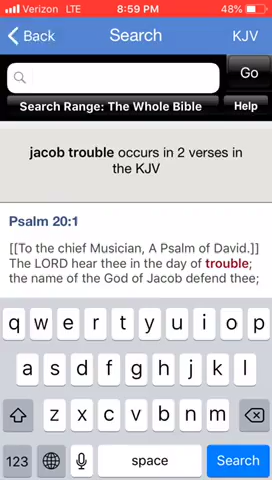 Verizon LTE 8:59 PM 48%
Back Search KJV
Go
Search Range: The Whole Bible Help
jacob trouble occurs in 2 verses in
the KJV
Psalm 20:1
[[To the chief Musician, A Psalm of David.]]
The LORD hear thee in the day of trouble;
the name of the God of Jacob defend thee;
q w e r t y u i o p
a s d f g h j k l
z x c v b n m
123 space Search